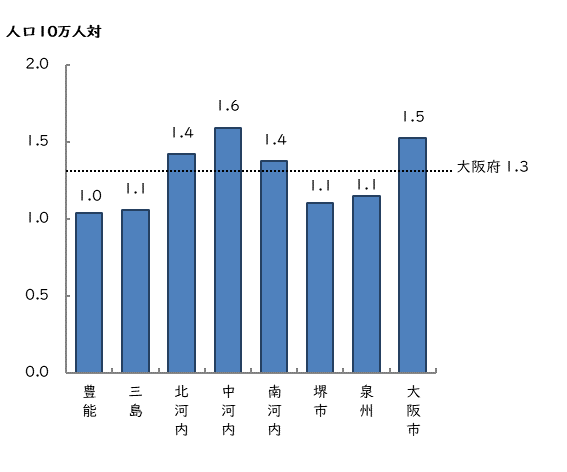 人口10万人対
2.0
1.5
1.0
0.5
0.0
1.0
1.1
1.4
1.6
1.4
1.1
1.1
1.5
大阪府 1.3
豊能
三島
北河内
中河内
南河内
堺市
泉州
大阪市